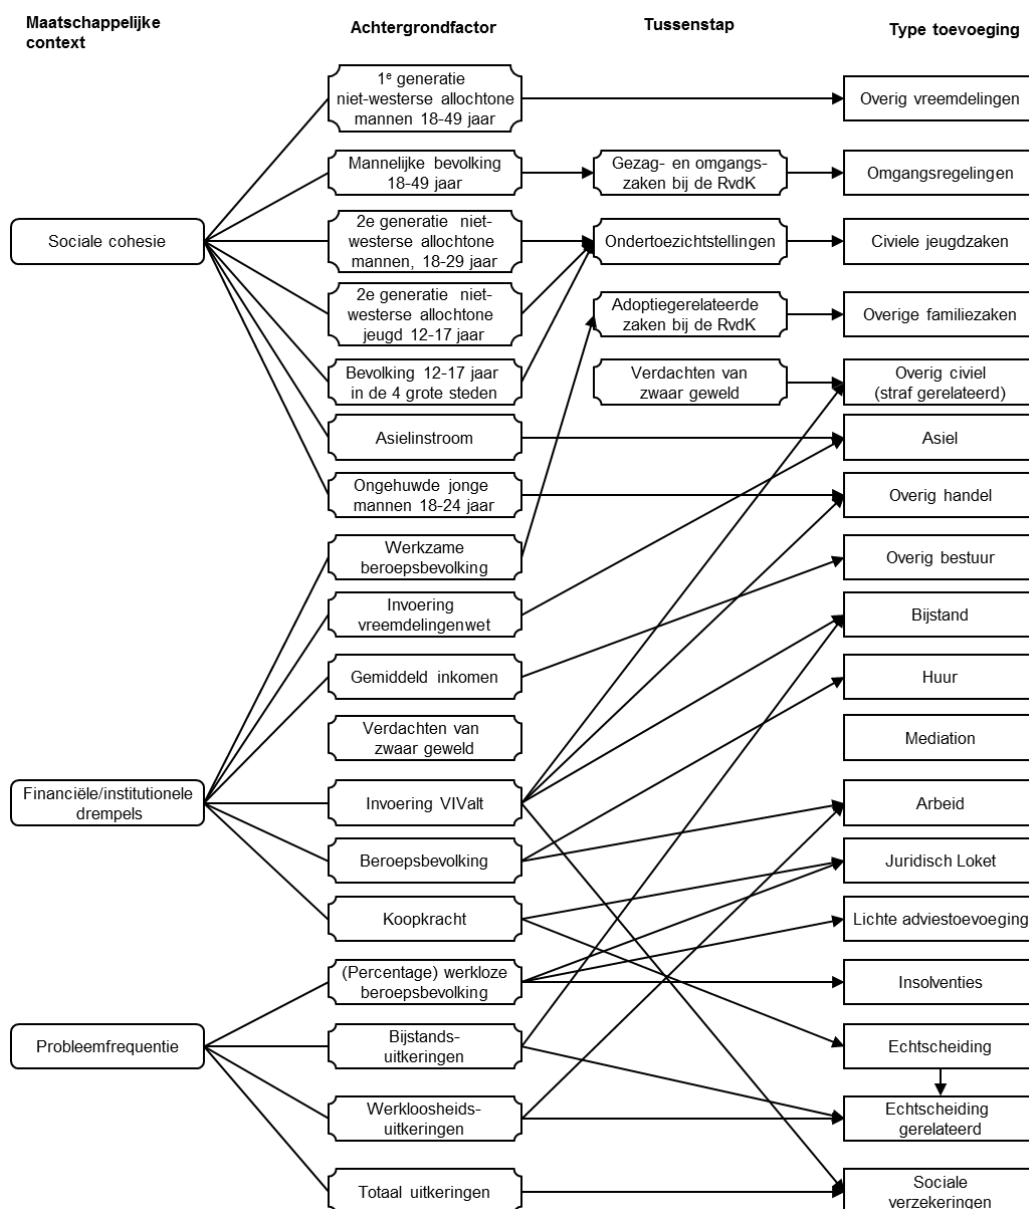 Maatschappelijke
context
Achtergrondfactor
Tussenstap
Type toevoeging
1e generatie
niet-westerse allochtone
mannen 18-49 jaar
Overig vreemdelingen
Mannelijke bevolking
18-49 jaar
Gezag- en omgangs-
zaken bij de RvdK
Omgangsregelingen
Sociale cohesie
2e generatie niet-
westerse allochtone
mannen, 18-29 jaar
Ondertoezichtstellingen
Civiele jeugdzaken
2e generatie niet-
westerse allochtone
jeugd 12-17 jaar
Adoptiegerelateerde
zaken bij de RvdK
Overige familiezaken
Bevolking 12-17 jaar
in de 4 grote steden
Verdachten van
zwaar geweld
Overig civiel
(straf gerelateerd)
Asielinstroom
Asiel
Ongehuwde jonge
mannen 18-24 jaar
Overig handel
Werkzame
beroepsbevolking
Overig bestuur
Invoering
vreemdelingenwet
Bijstand
Gemiddeld inkomen
Huur
Verdachten van
zwaar geweld
Mediation
Financiële/institutionele
drempels
Invoering VIValt
Arbeid
Beroepsbevolking
Juridisch Loket
Koopkracht
Lichte adviestoevoeging
(Percentage) werkloze
beroepsbevolking
Insolventies
Probleemfrequentie
Bijstands-
uitkeringen
Echtscheiding
Werkloosheids-
uitkeringen
Echtscheiding
gerelateerd
Totaal uitkeringen
Sociale
verzekeringen